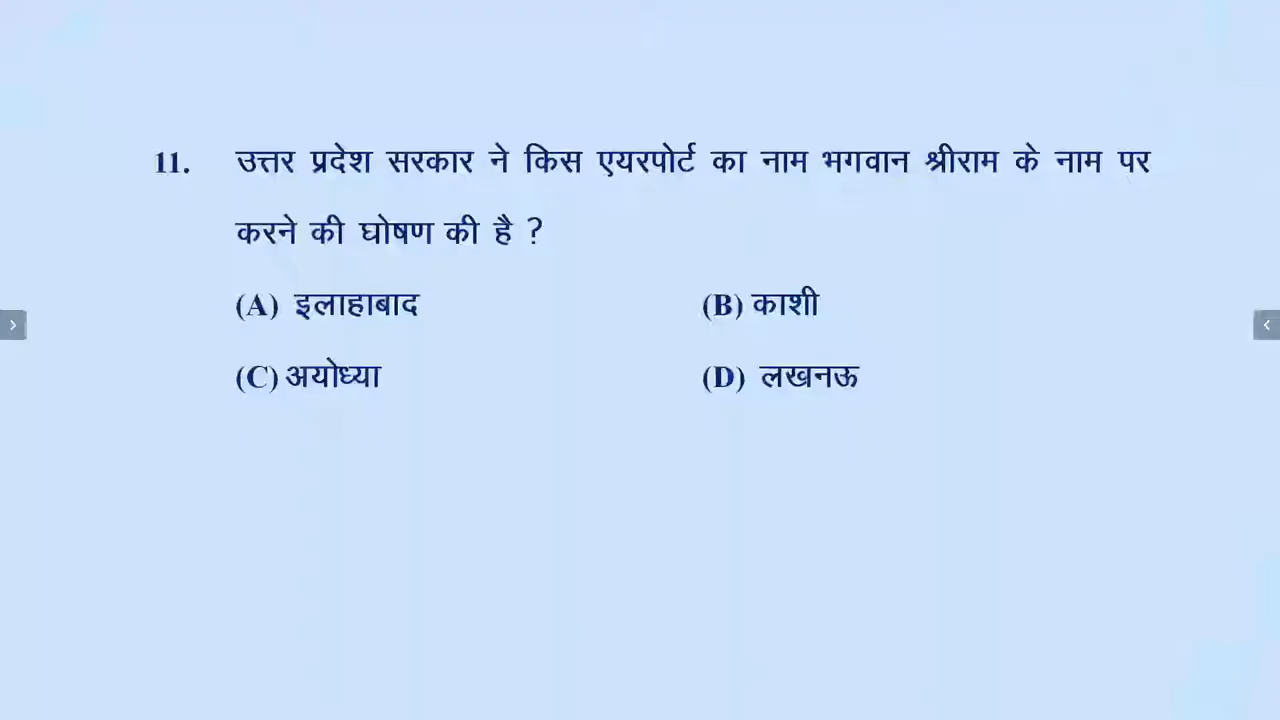 11. उत्तर प्रदेश सरकार ने किस एयरपोर्ट का नाम भगवान श्रीराम के नाम पर
करने की घोषण की है ?
(A) इलाहाबाद (B) काशी
(C) अयोध्या (D) लखनऊ